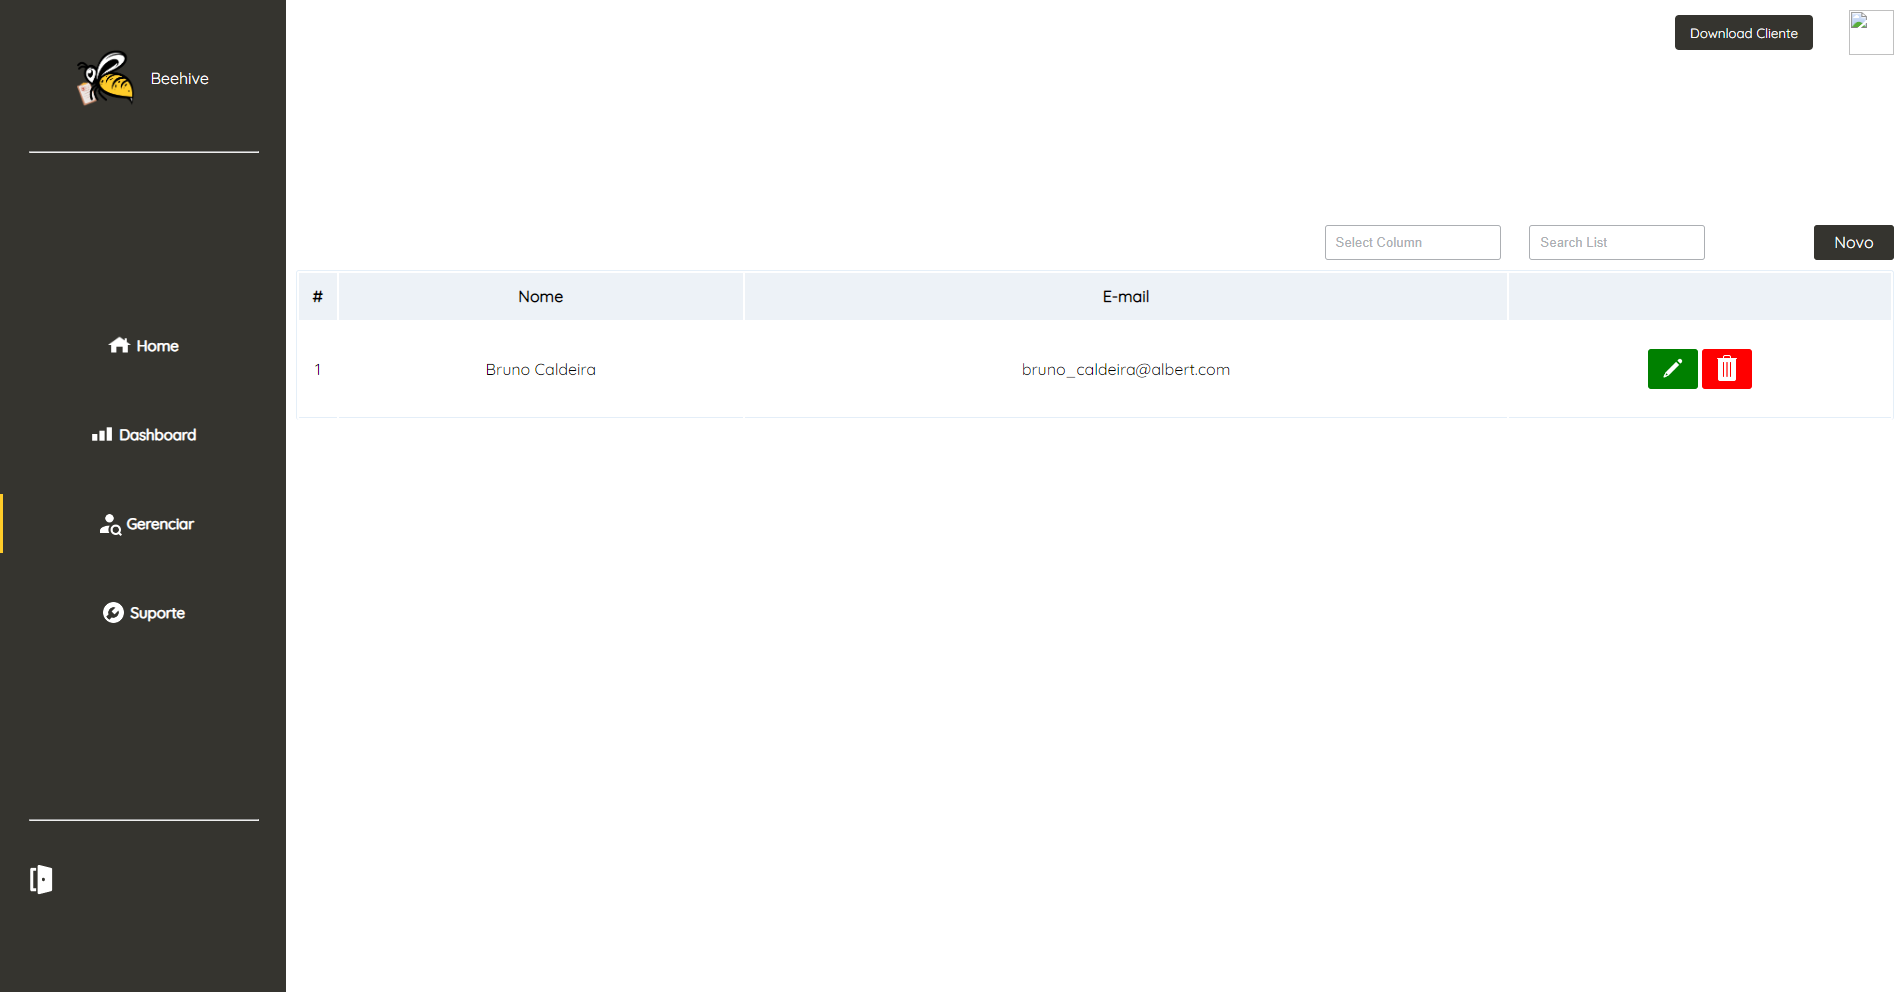 Beehive
Download Cliente
Select Column
Search List
Novo
# Nome E-mail
1 Bruno Caldeira bruno_caldeira@albert.com
Home
Dashboard
Gerenciar
Suporte